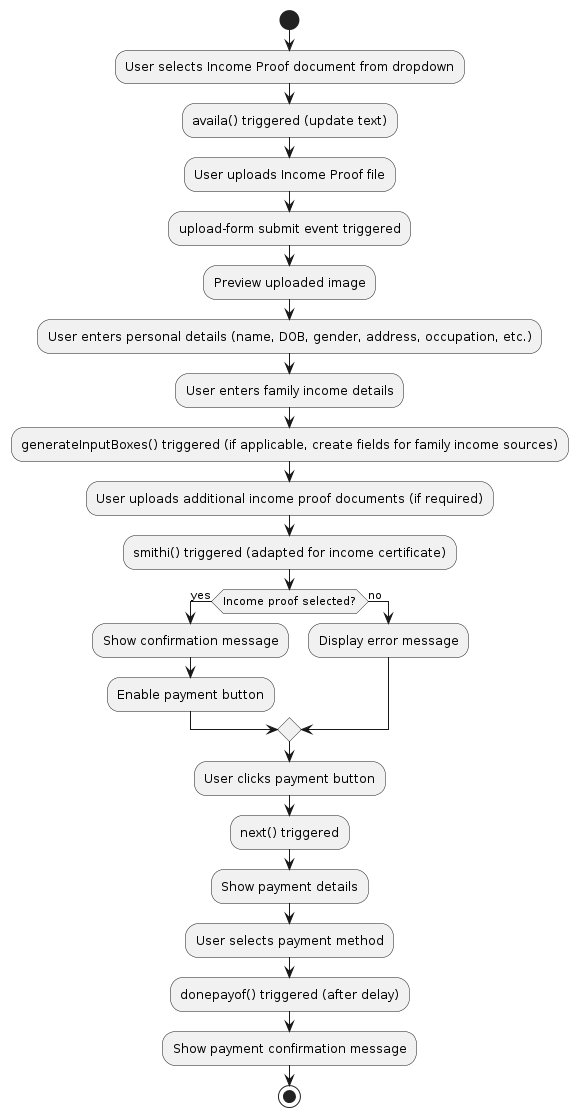 User selects Income Proof document from dropdown
availa() triggered (update text)
User uploads Income Proof file
upload-form submit event triggered
Preview uploaded image
User enters personal details (name, DOB, gender, address, occupation, etc.)
User enters family income details
generateInputBoxes() triggered (if applicable, create fields for family income sources)
User uploads additional income proof documents (if required)
smithi() triggered (adapted for income certificate)
yes
Income proof selected?
no
Show confirmation message
Display error message
Enable payment button
User clicks payment button
next() triggered
Show payment details
User selects payment method
donepayof() triggered (after delay)
Show payment confirmation message